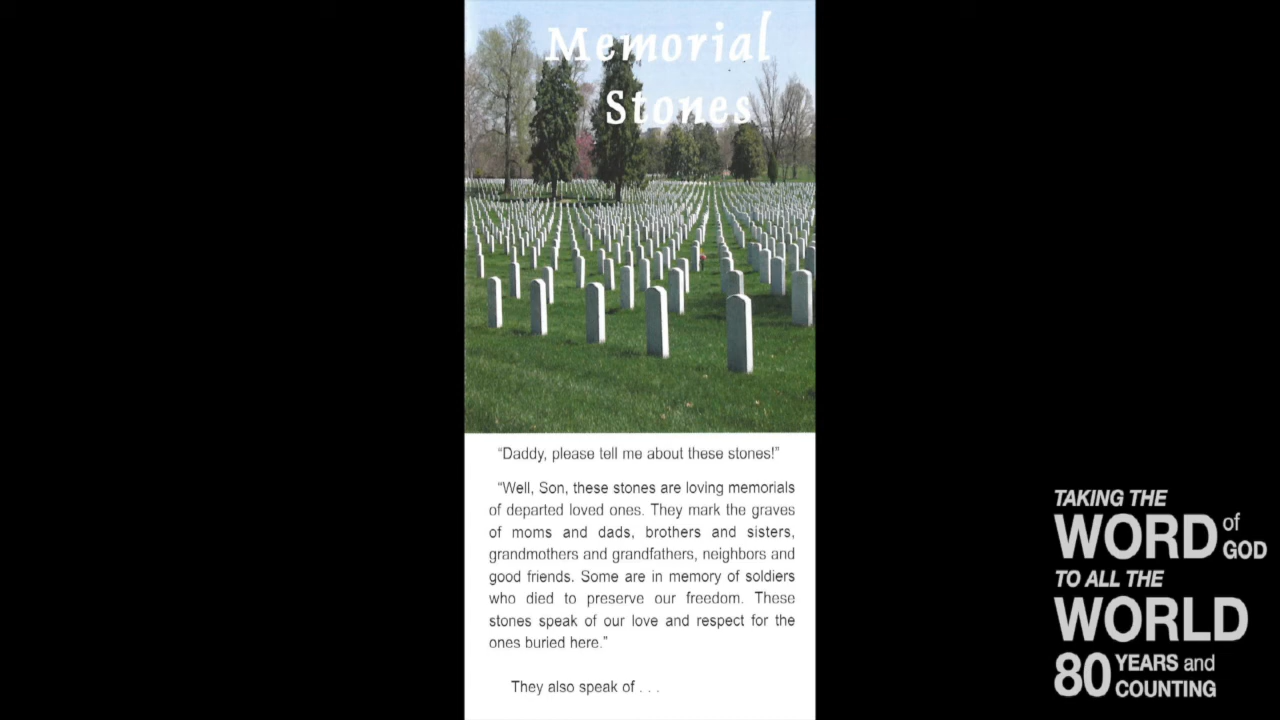 Memorial
Stones
“Daddy, please tell me about these stones!”
“Well, Son, these stones are loving memorials
of departed loved ones. They mark the graves
of moms and dads, brothers and sisters,
grandmothers and grandfathers, neighbors and
good friends. Some are in memory of soldiers
who died to preserve our freedom. These
stones speak of our love and respect for the
ones buried here.”
They also speak of . . .
TAKING THE
WORD of GOD
TO ALL THE
WORLD
80 YEARS and
COUNTING